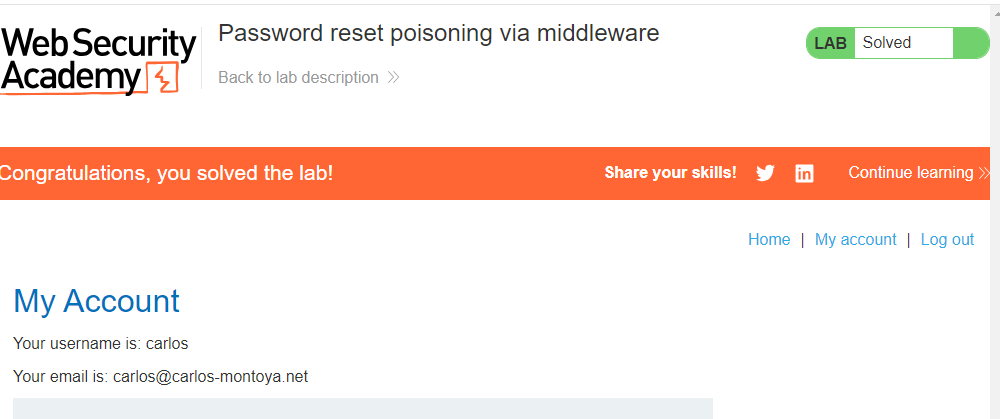 Web Security
Academy
Password reset poisoning via middleware
Back to lab description
LAB Solved
Congratulations, you solved the lab!
Share your skills!
Continue learning
Home | My account | Log out
My Account
Your username is: carlos
Your email is: carlos@carlos-montoya.net